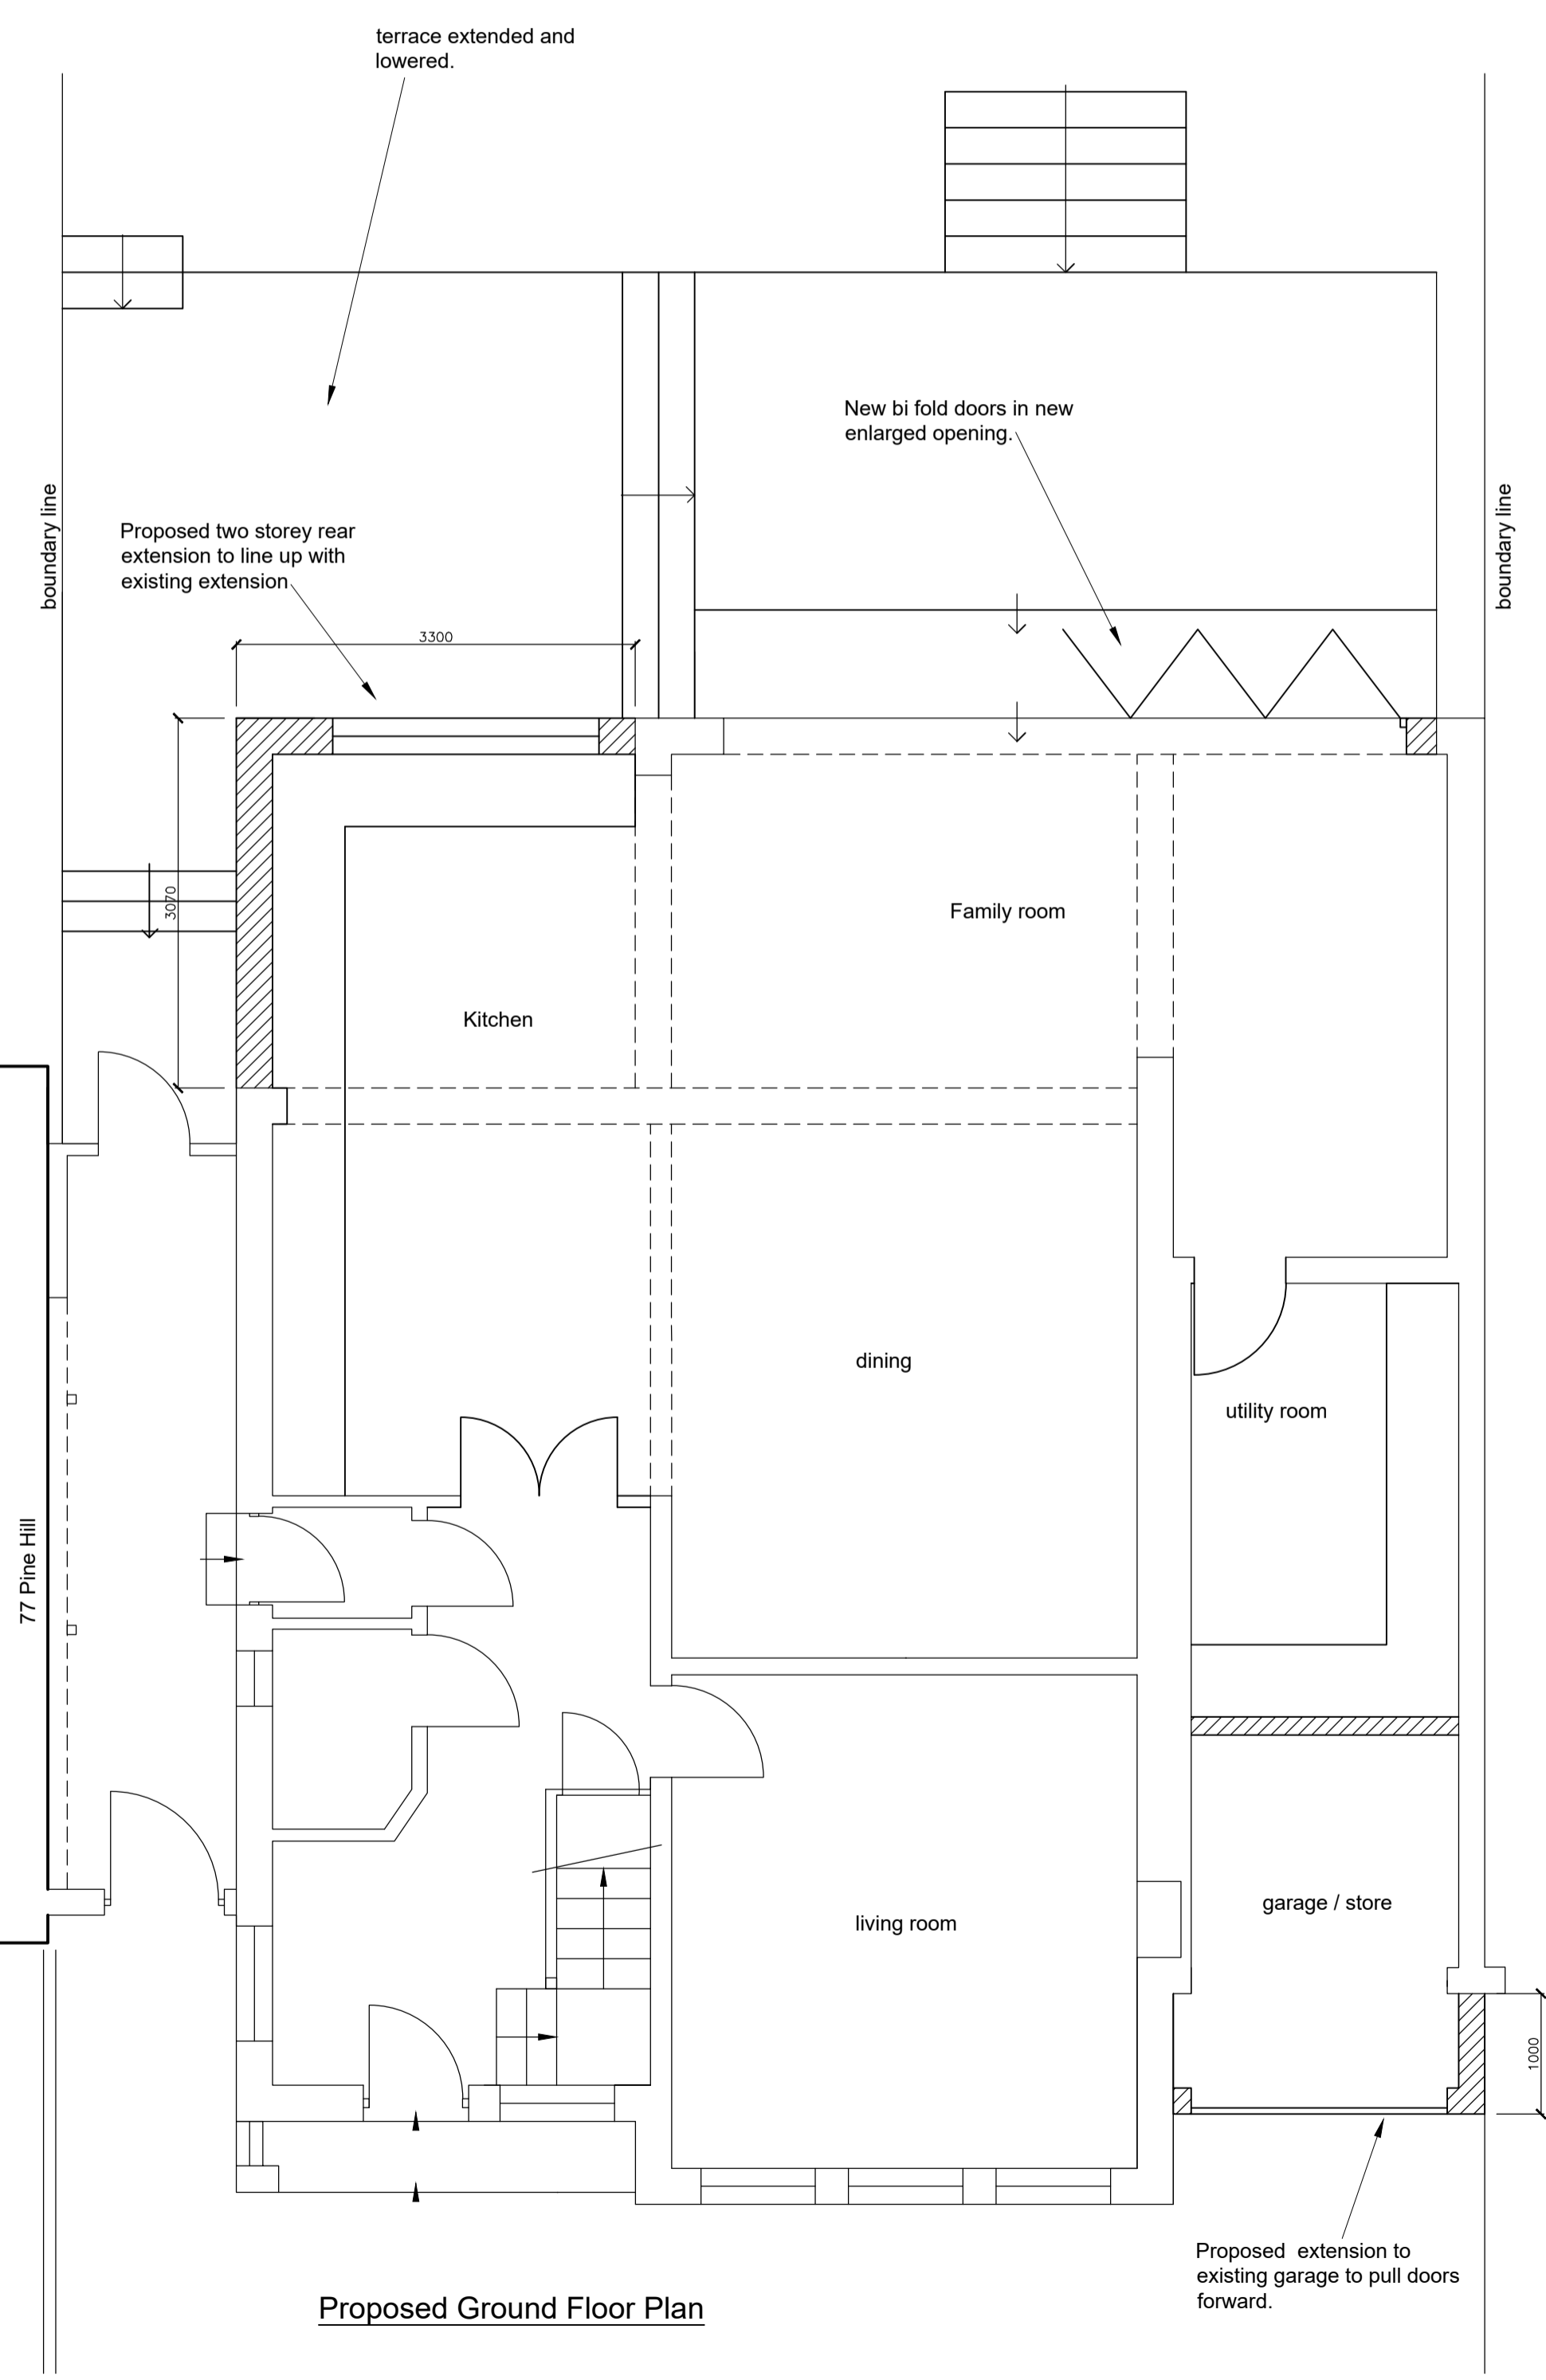 terrace extended and
lowered.
New bi fold doors in new
enlarged opening.
boundary line
boundary line
Proposed two storey rear
extension to line up with
existing extension
3300
3070
Family room
Kitchen
dining
utility room
77 Pine Hill
garage / store
living room
1000
Proposed  extension to
existing garage to pull doors
forward.
Proposed Ground Floor Plan